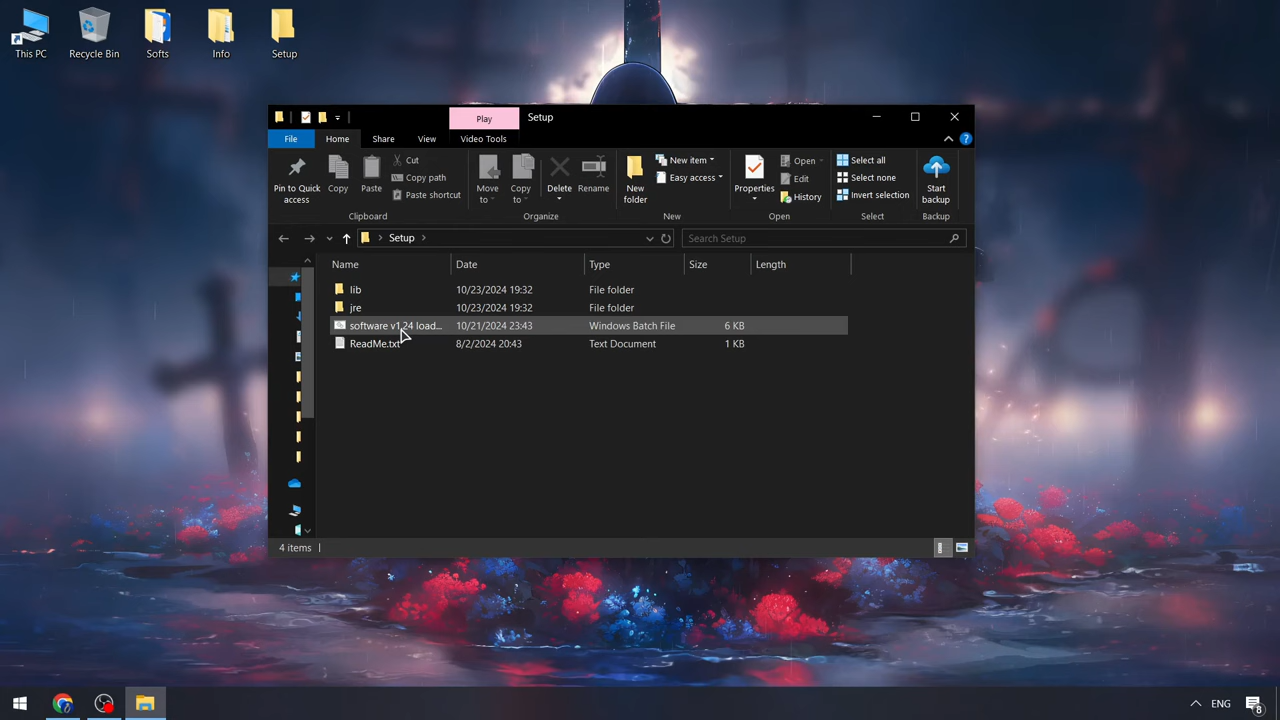 This PC
Recycle Bin
Softs
Info
Setup
Play
Setup
File
Home
Share
View
Video Tools
Pin to Quick access
Copy
Paste
Cut
Copy path
Paste shortcut
Move to
Copy to
Delete
Rename
New folder
New item
Easy access
Properties
Open
Edit
History
Select all
Select none
Invert selection
Start backup
Clipboard
Organize
New
Open
Select
Backup
Setup
Search Setup
Name Date Type Size Length
lib 10/23/2024 19:32 File folder
jre 10/23/2024 19:32 File folder
software v1.24 load... 10/21/2024 23:43 Windows Batch File 6 KB
ReadMe.txt 8/2/2024 20:43 Text Document 1 KB
4 items
ENG
8